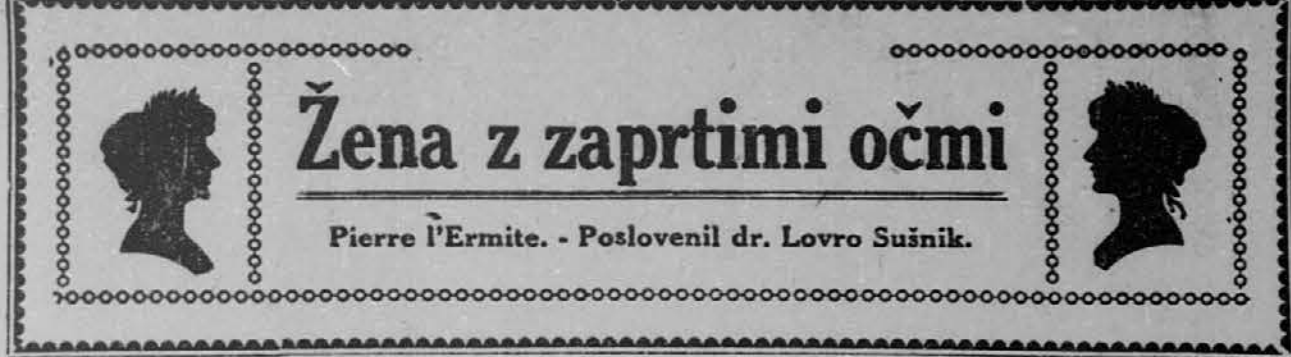 Žena z zaprtimi očmi
Pierre l'Ermite. - Poslovenil dr. Lovro Sušnik.